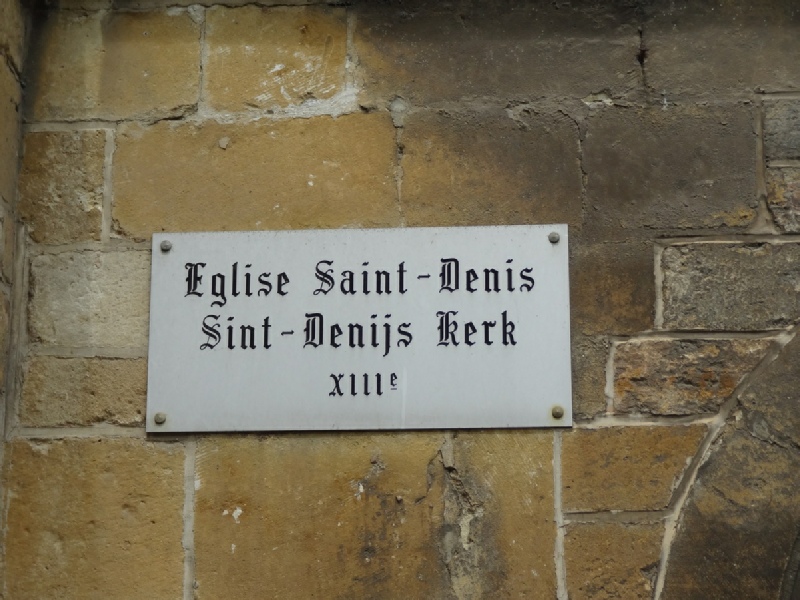 Eglise Saint-Denis
Sint-Denijs Kerk
XIIIe